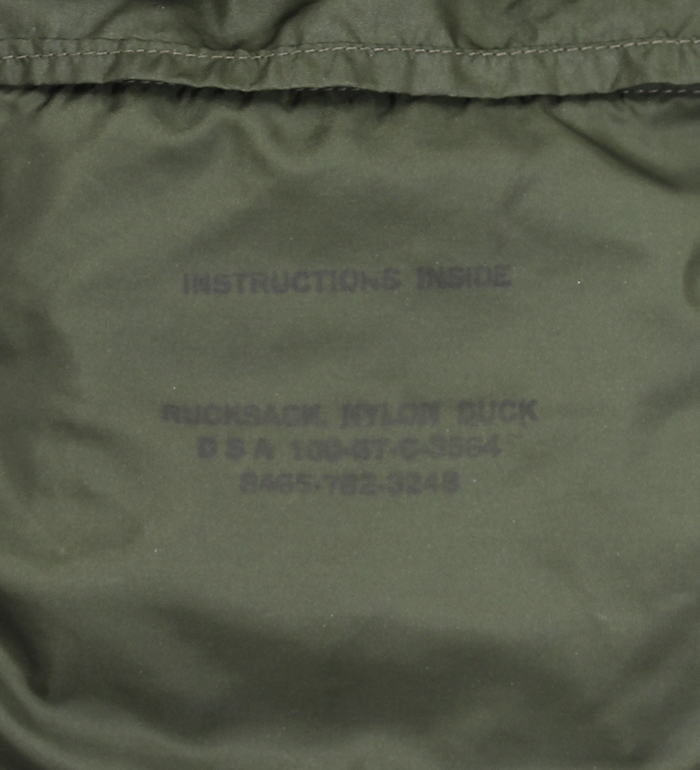 INSTRUCTIONS INSIDE
RUCKSACK, NYLON DUCK
D S A 100-67-C-3564
8465-782-3248